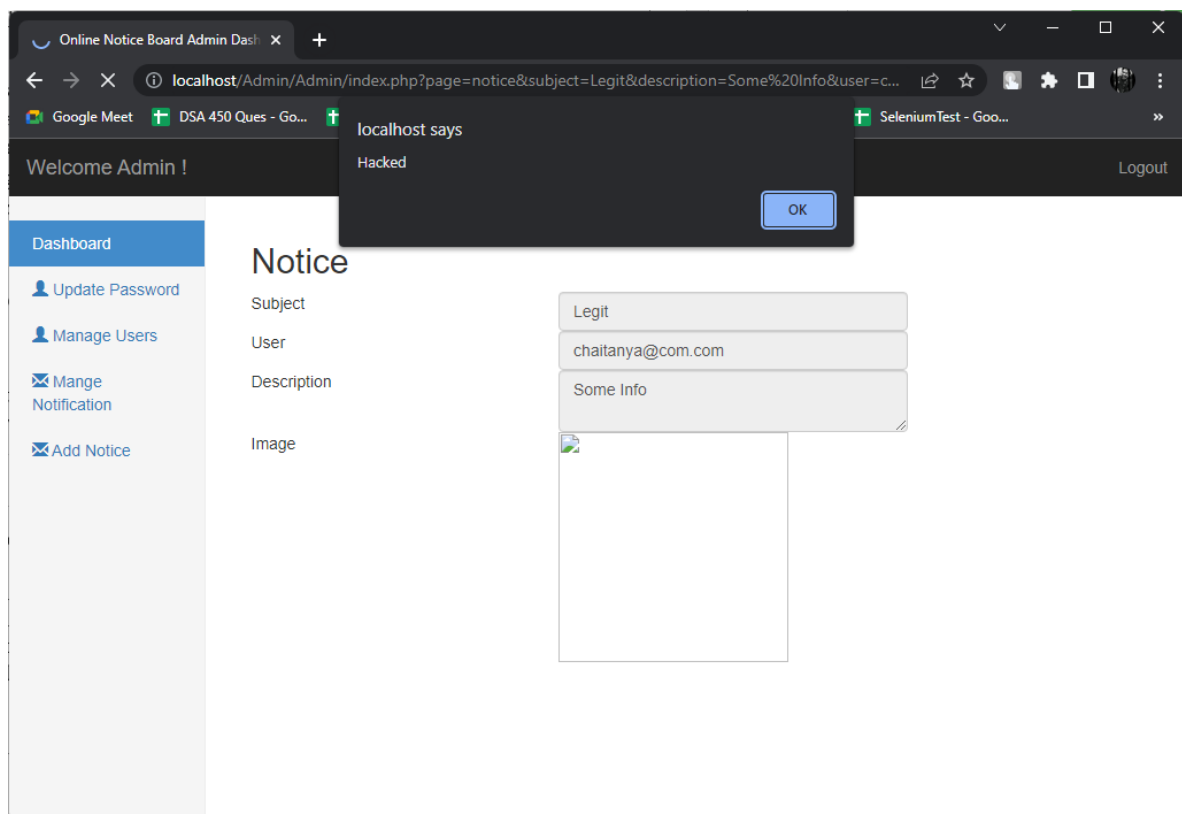 Online Notice Board Admin Dash
localhost/Admin/Admin/index.php?page=notice&subject=Legit&description=Some%20Info&user=c...
Google Meet DSA 450 Ques - Go... SeleniumTest - Goo... »
localhost says
Hacked
OK
Welcome Admin ! Logout
Dashboard
Update Password
Manage Users
Mange
Notification
Add Notice
Notice
Subject Legit
User chaitanya@com.com
Description Some Info
Image